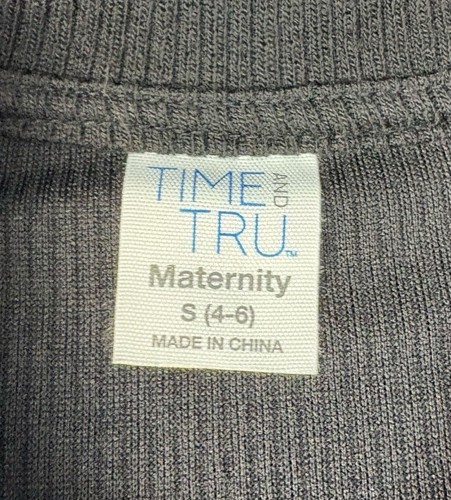 TIME AND
TRU™
Maternity
S (4-6)
MADE IN CHINA